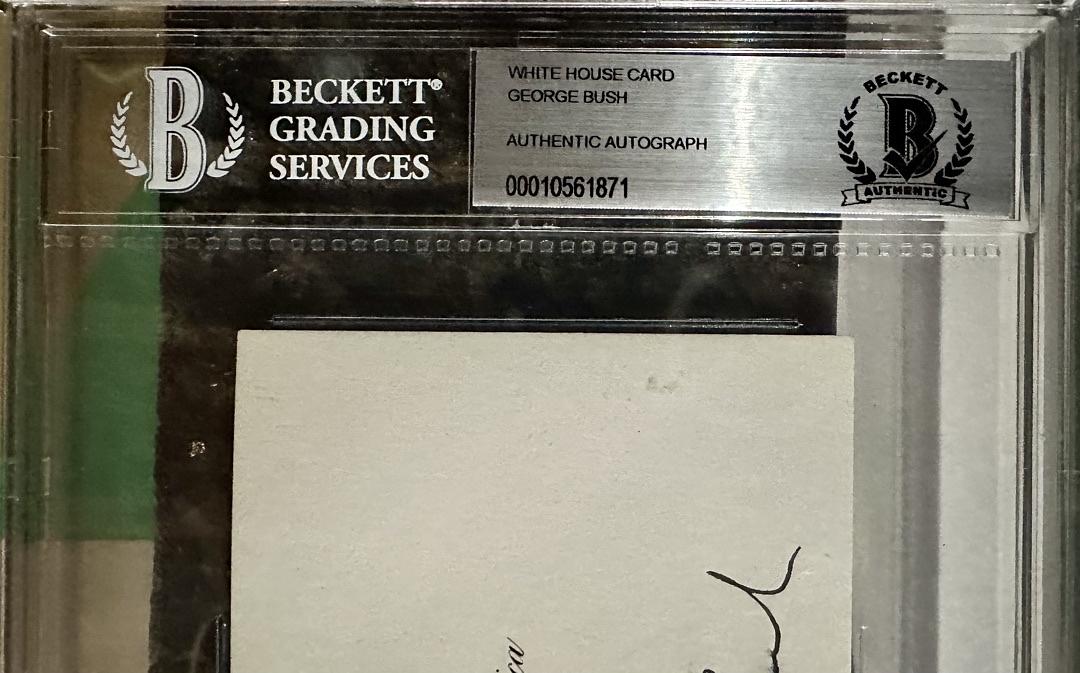 B
BECKETT®
GRADING
SERVICES
WHITE HOUSE CARD
GEORGE BUSH
AUTHENTIC AUTOGRAPH
00010561871
BECKETT
B
AUTHENTIC